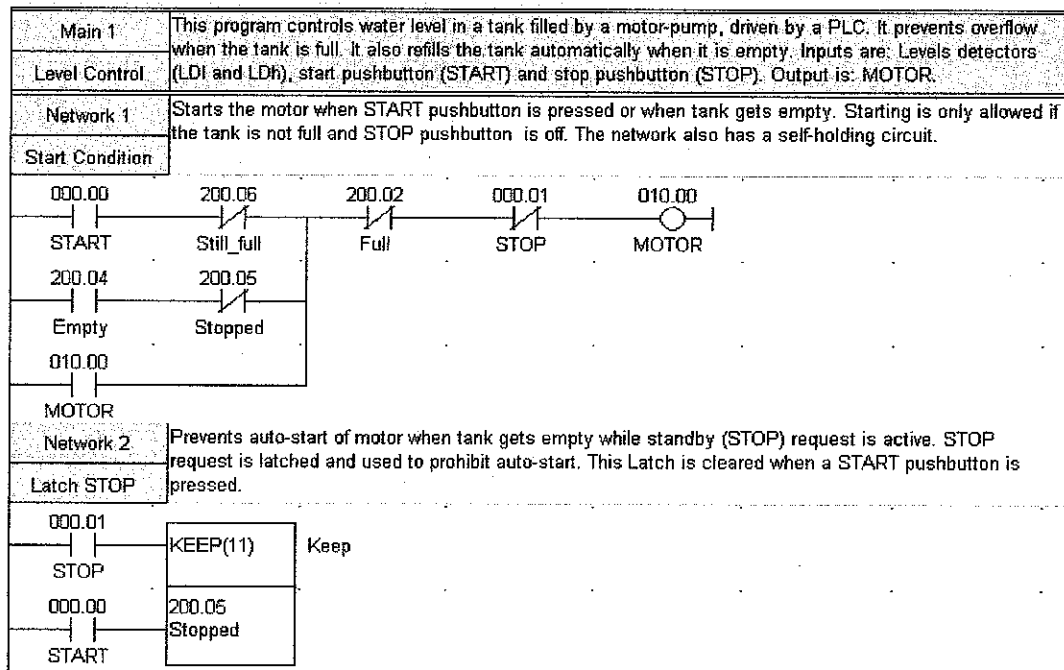 Main 1
Level Control
This program controls water level in a tank filled by a motor-pump, driven by a PLC. It prevents overflow
when the tank is full. It also refills the tank automatically when it is empty. Inputs are: Levels detectors
(LDl and LDh), start pushbutton (START) and stop pushbutton (STOP). Output is: MOTOR.
Network 1
Start Condition
Starts the motor when START pushbutton is pressed or when tank gets empty. Starting is only allowed if
the tank is not full and STOP pushbutton is off. The network also has a self-holding circuit.
000.00 200.06 200.02 000.01 010.00
START Still_full Full STOP MOTOR
200.04 200.05
Empty Stopped
010.00
MOTOR
Network 2
Latch STOP
Prevents auto-start of motor when tank gets empty while standby (STOP) request is active. STOP
request is latched and used to prohibit auto-start. This Latch is cleared when a START pushbutton is
pressed.
000.01
STOP
KEEP(11) Keep
000.00 200.05
Stopped
START